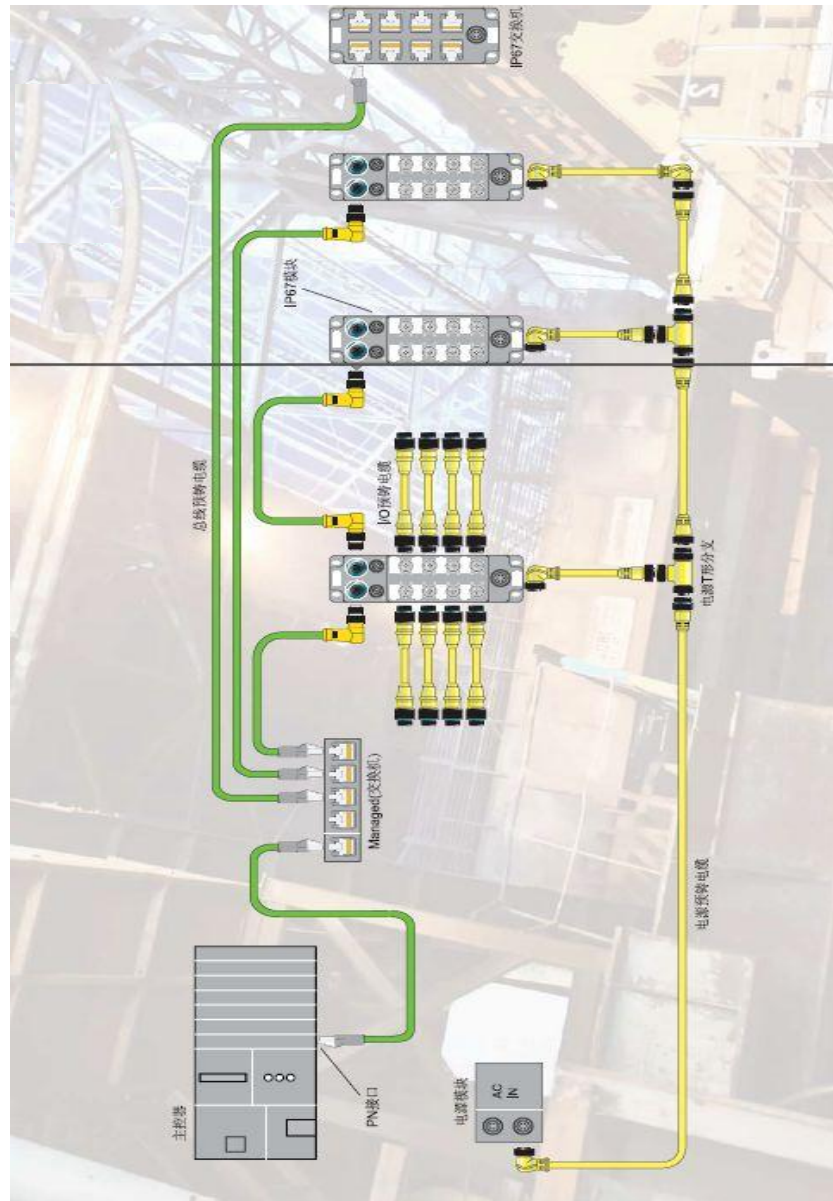 主控器
PN接口
Managed(交换机)
总线预铸电缆
I/O预铸电缆
IP67模块
IP67交换机
电源模块
AC
IN
电源预铸电缆
电源T形分支